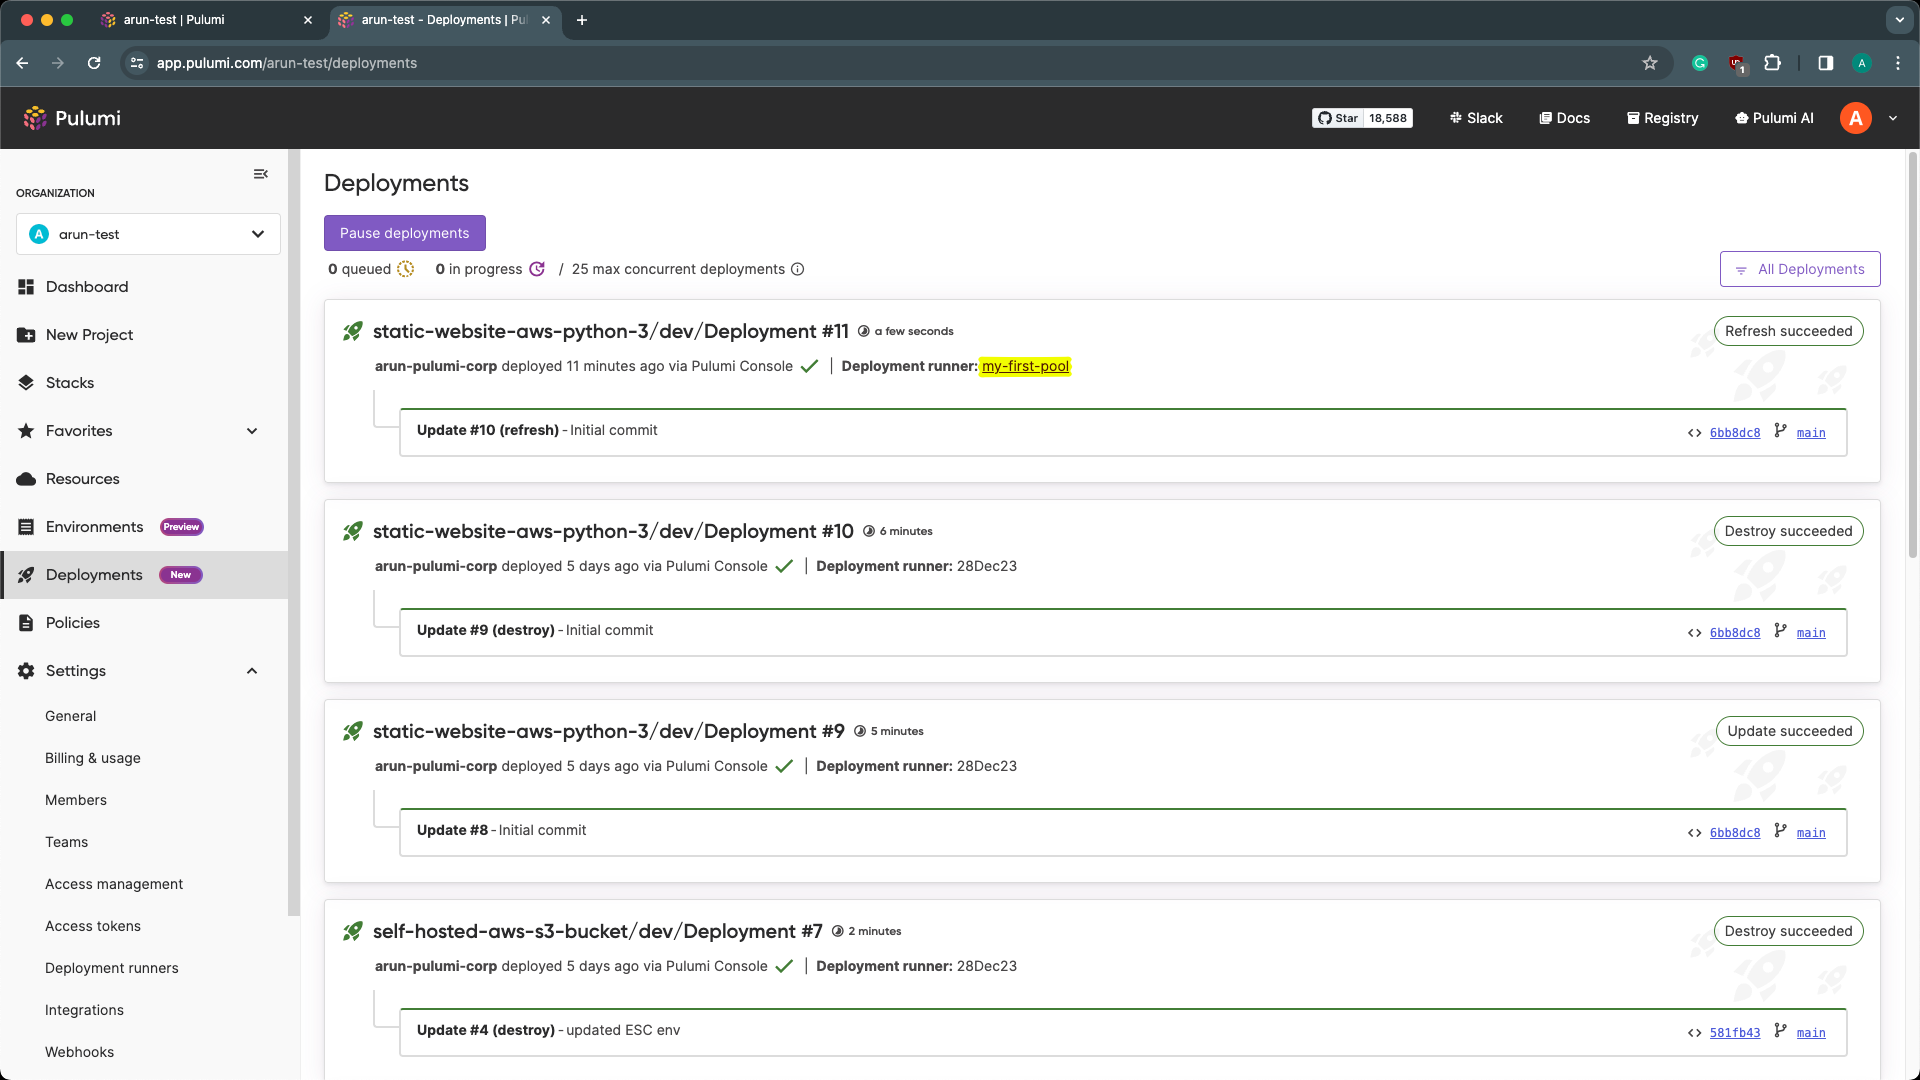 arun-test | Pulumi
arun-test - Deployments | Pul
app.pulumi.com/arun-test/deployments
1
A
Pulumi
Star 18,588
Slack
Docs
Registry
Pulumi AI
A
ORGANIZATION
A arun-test
Dashboard
New Project
Stacks
Favorites
Resources
Environments Preview
Deployments New
Policies
Settings
General
Billing & usage
Members
Teams
Access management
Access tokens
Deployment runners
Integrations
Webhooks
Deployments
Pause deployments
0 queued 0 in progress / 25 max concurrent deployments
All Deployments
static-website-aws-python-3/dev/Deployment #11 a few seconds
Refresh succeeded
arun-pulumi-corp deployed 11 minutes ago via Pulumi Console | Deployment runner: my-first-pool
Update #10 (refresh) - Initial commit
<> 6bb8dc8 main
static-website-aws-python-3/dev/Deployment #10 6 minutes
Destroy succeeded
arun-pulumi-corp deployed 5 days ago via Pulumi Console | Deployment runner: 28Dec23
Update #9 (destroy) - Initial commit
<> 6bb8dc8 main
static-website-aws-python-3/dev/Deployment #9 5 minutes
Update succeeded
arun-pulumi-corp deployed 5 days ago via Pulumi Console | Deployment runner: 28Dec23
Update #8 - Initial commit
<> 6bb8dc8 main
self-hosted-aws-s3-bucket/dev/Deployment #7 2 minutes
Destroy succeeded
arun-pulumi-corp deployed 5 days ago via Pulumi Console | Deployment runner: 28Dec23
Update #4 (destroy) - updated ESC env
<> 581fb43 main